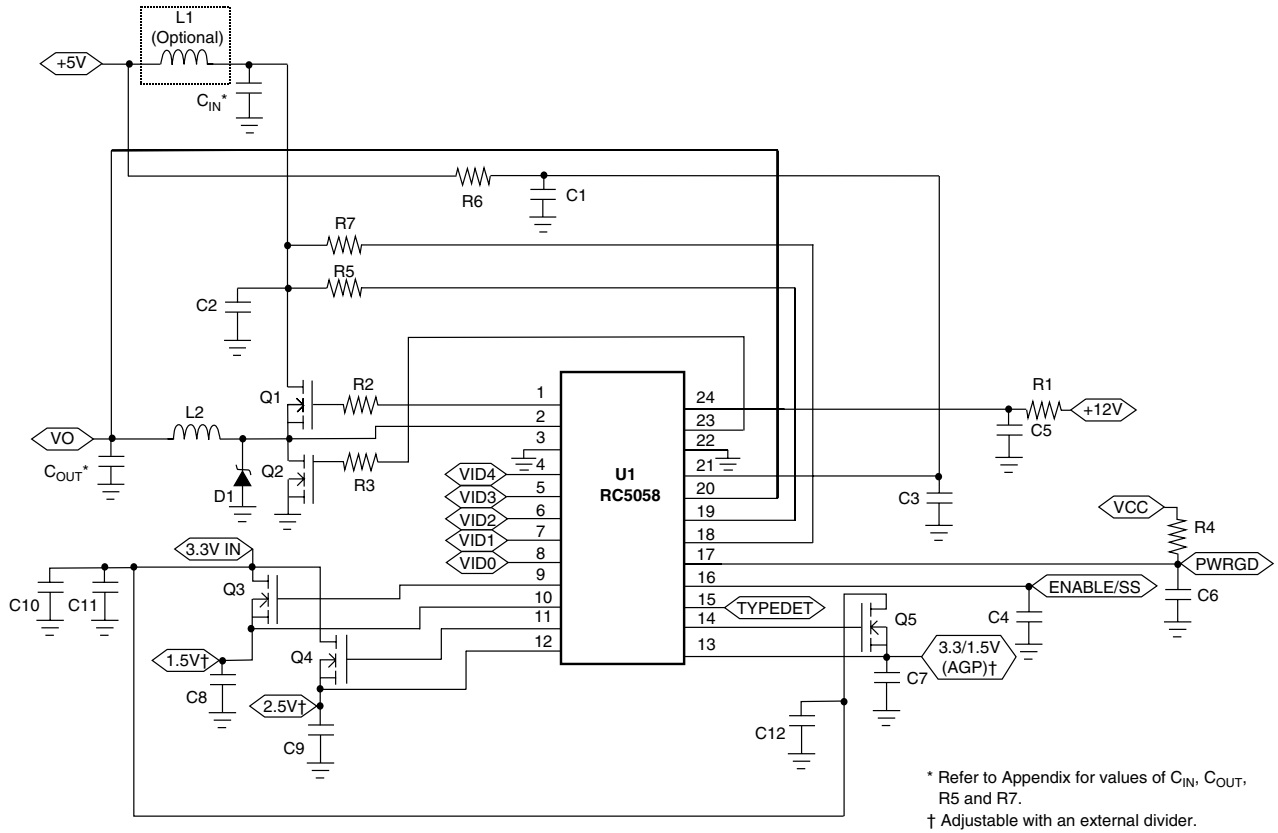 L1
(Optional)
+5V
CIN*
R6
C1
R7
R5
C2
Q1
R2
L2
VO
COUT*
D1
Q2
R3
U1
RC5058
1
2
3
4
5
6
7
8
9
10
11
12
24
23
22
21
20
19
18
17
16
15
14
13
VID4
VID3
VID2
VID1
VID0
R1
+12V
C5
C3
VCC
R4
PWRGD
C6
ENABLE/SS
C4
TYPEDET
Q5
3.3/1.5V
(AGP)†
C7
C12
3.3V IN
C10
C11
Q3
1.5V†
C8
Q4
2.5V†
C9
* Refer to Appendix for values of CIN, COUT,
R5 and R7.
† Adjustable with an external divider.